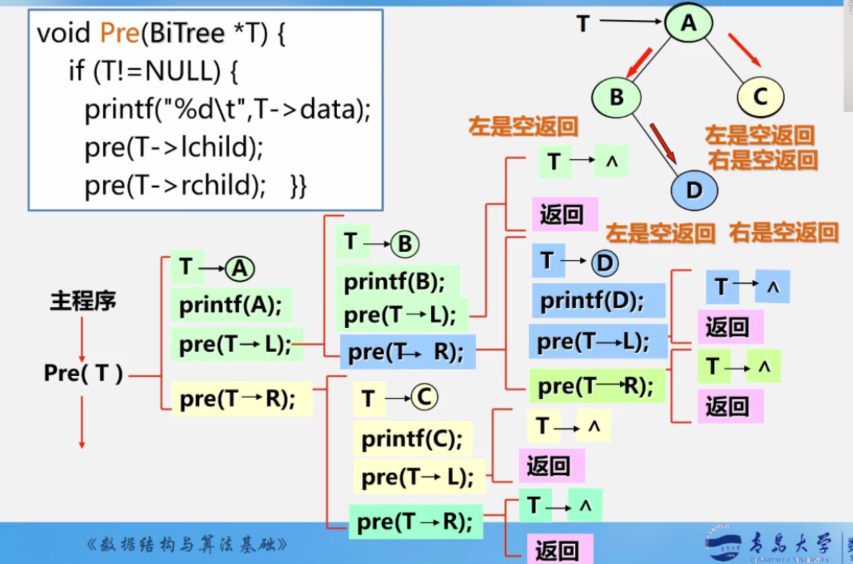 void Pre(BiTree *T) {
if (T!=NULL) {
printf("%d\t",T->data);
pre(T->lchild);
pre(T->rchild); }}
T → A
B
C
D
左是空返回
左是空返回
右是空返回
左是空返回 右是空返回
主程序
Pre( T )
T → A
printf(A);
pre(T→L);
pre(T→R);
T → B
printf(B);
pre(T→L);
pre(T→ R);
T → ∧
返回
T → D
printf(D);
pre(T→L);
pre(T→R);
T → ∧
返回
T → ∧
返回
T → C
printf(C);
pre(T→ L);
pre(T→R);
T → ∧
返回
T → ∧
返回
《数据结构与算法基础》
青岛大学